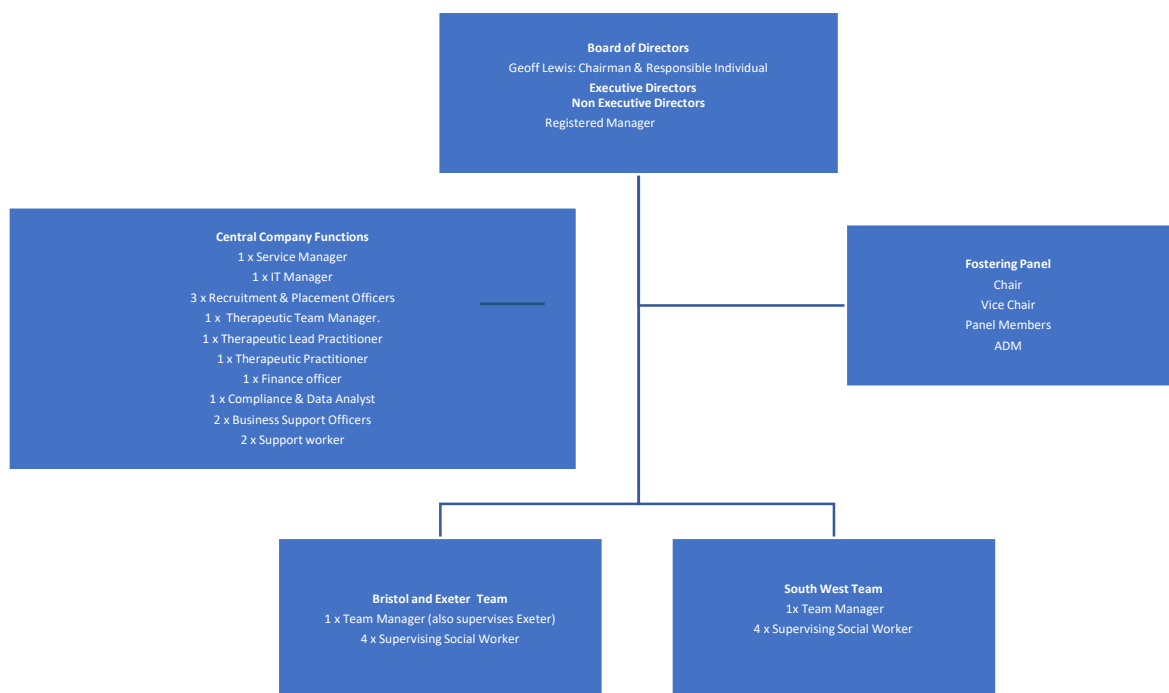 Board of Directors
Geoff Lewis: Chairman & Responsible Individual
Executive Directors
Non Executive Directors
Registered Manager
Central Company Functions
1 x Service Manager
1 x IT Manager
3 x Recruitment & Placement Officers
1 x Therapeutic Team Manager.
1 x Therapeutic Lead Practitioner
1 x Therapeutic Practitioner
1 x Finance officer
1 x Compliance & Data Analyst
2 x Business Support Officers
2 x Support worker
Fostering Panel
Chair
Vice Chair
Panel Members
ADM
Bristol and Exeter Team
1 x Team Manager (also supervises Exeter)
4 x Supervising Social Worker
South West Team
1x Team Manager
4 x Supervising Social Worker